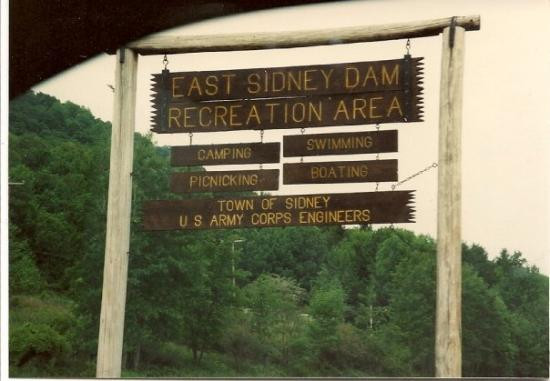 EAST SIDNEY DAM
RECREATION AREA
CAMPING
SWIMMING
PICNICKING
BOATING
TOWN OF SIDNEY
U S ARMY CORPS ENGINEERS